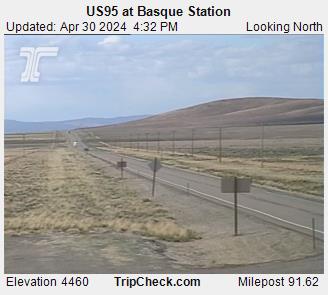 US95 at Basque Station
Updated: Apr 30 2024 4:32 PM Looking North
Elevation 4460 TripCheck.com Milepost 91.62